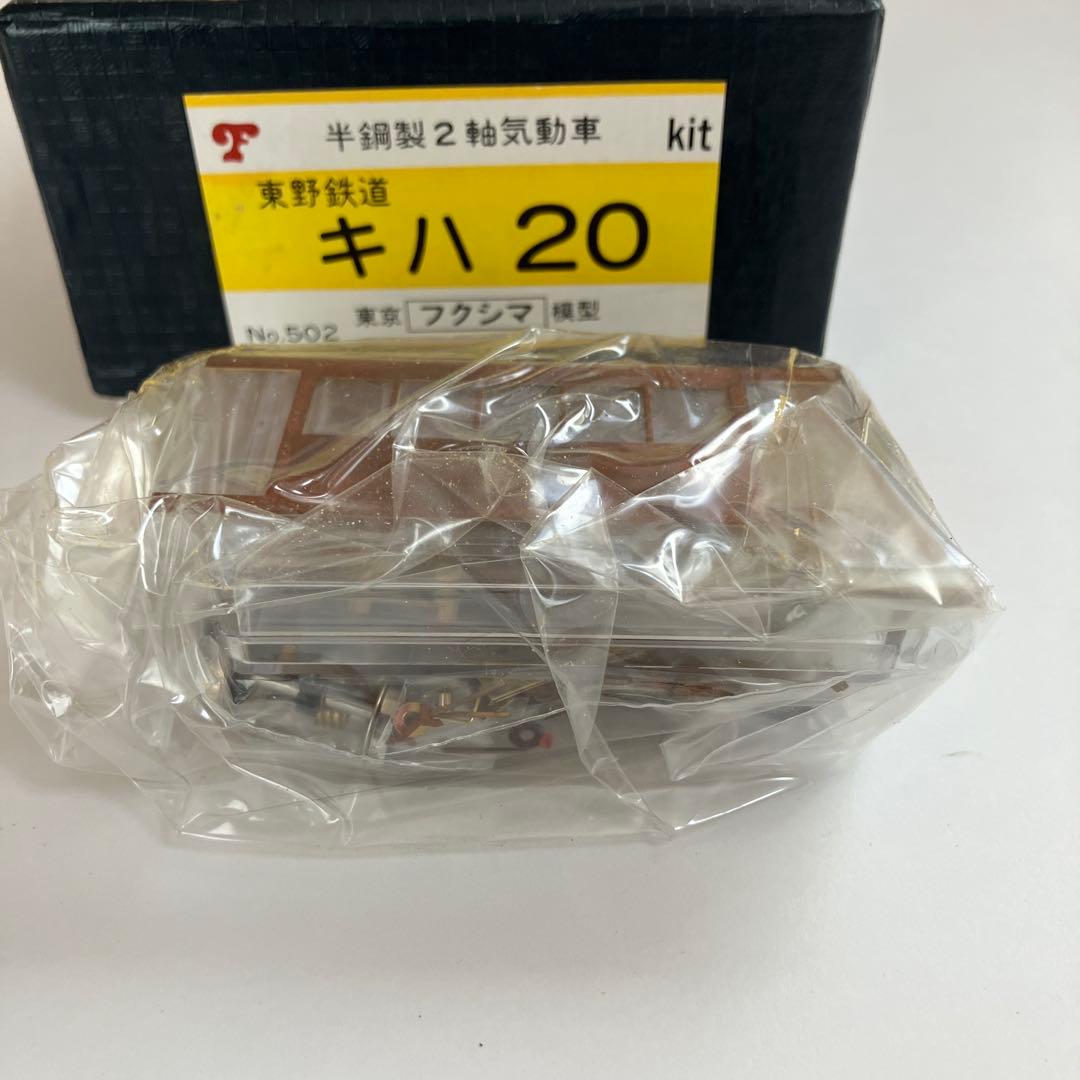 半鋼製2軸気動車 kit
東野鉄道
キハ 20
東京 フクシマ 模型
No.502